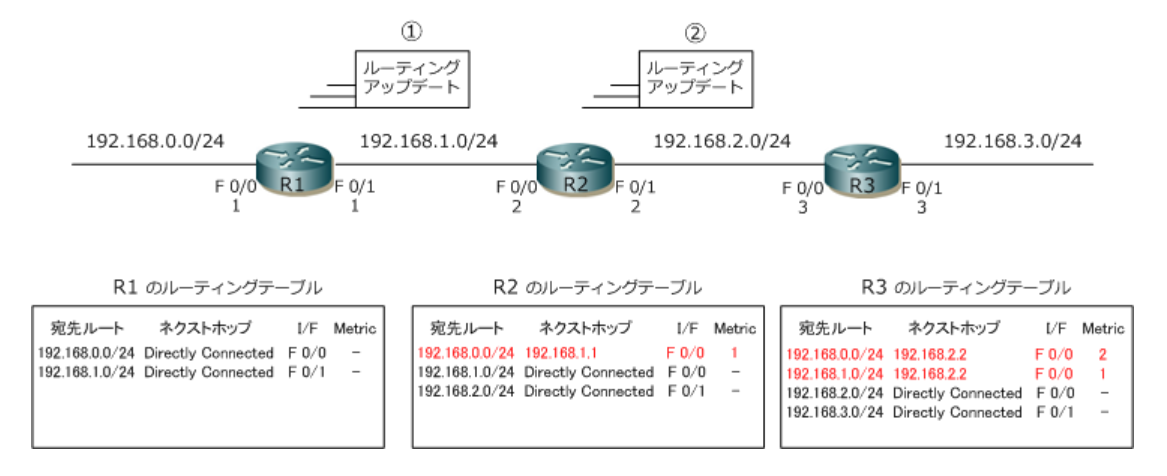 ① ②
ルーティング ルーティング
アップデート アップデート
192.168.0.0/24 192.168.1.0/24 192.168.2.0/24 192.168.3.0/24
F 0/0 R1 F 0/1 F 0/0 R2 F 0/1 F 0/0 R3 F 0/1
1 1 2 2 3 3
R1 のルーティングテーブル
宛先ルート ネクストホップ I/F Metric
192.168.0.0/24 Directly Connected F 0/0 -
192.168.1.0/24 Directly Connected F 0/1 -
R2 のルーティングテーブル
宛先ルート ネクストホップ I/F Metric
192.168.0.0/24 192.168.1.1 F 0/0 1
192.168.1.0/24 Directly Connected F 0/0 -
192.168.2.0/24 Directly Connected F 0/1 -
R3 のルーティングテーブル
宛先ルート ネクストホップ I/F Metric
192.168.0.0/24 192.168.2.2 F 0/0 2
192.168.1.0/24 192.168.2.2 F 0/0 1
192.168.2.0/24 Directly Connected F 0/0 -
192.168.3.0/24 Directly Connected F 0/1 -